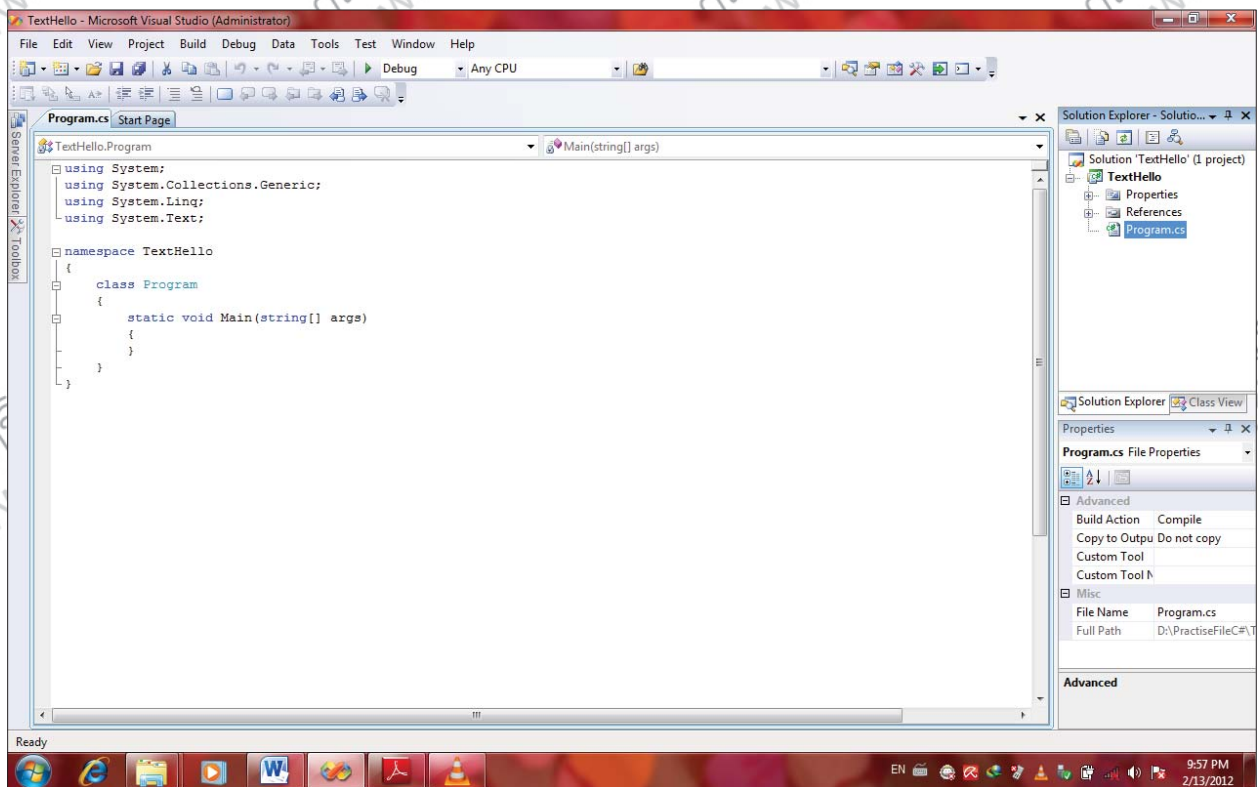 TextHello - Microsoft Visual Studio (Administrator)
File Edit View Project Build Debug Data Tools Test Window Help
Debug Any CPU
Program.cs Start Page
TextHello.Program Main(string[] args)
using System;
using System.Collections.Generic;
using System.Linq;
using System.Text;
namespace TextHello
{
class Program
{
static void Main(string[] args)
{
}
}
}
Server Explorer
Toolbox
Solution Explorer - Solutio...
Solution 'TextHello' (1 project)
TextHello
Properties
References
Program.cs
Solution Explorer Class View
Properties
Program.cs File Properties
Advanced
Build Action Compile
Copy to Outpu Do not copy
Custom Tool
Custom Tool N
Misc
File Name Program.cs
Full Path D:\PractiseFileC#\T
Advanced
Ready
EN
9:57 PM
2/13/2012